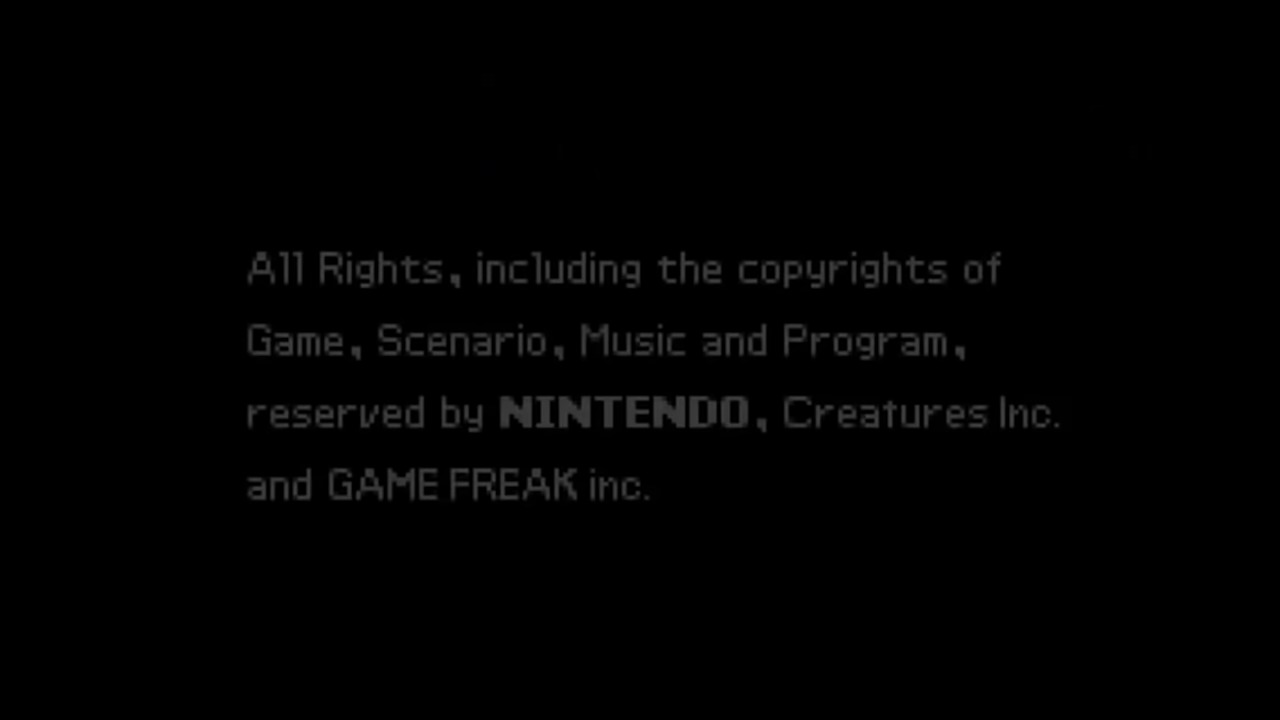 All Rights, including the copyrights of
Game, Scenario, Music and Program,
reserved by NINTENDO, Creatures Inc.
and GAME FREAK inc.